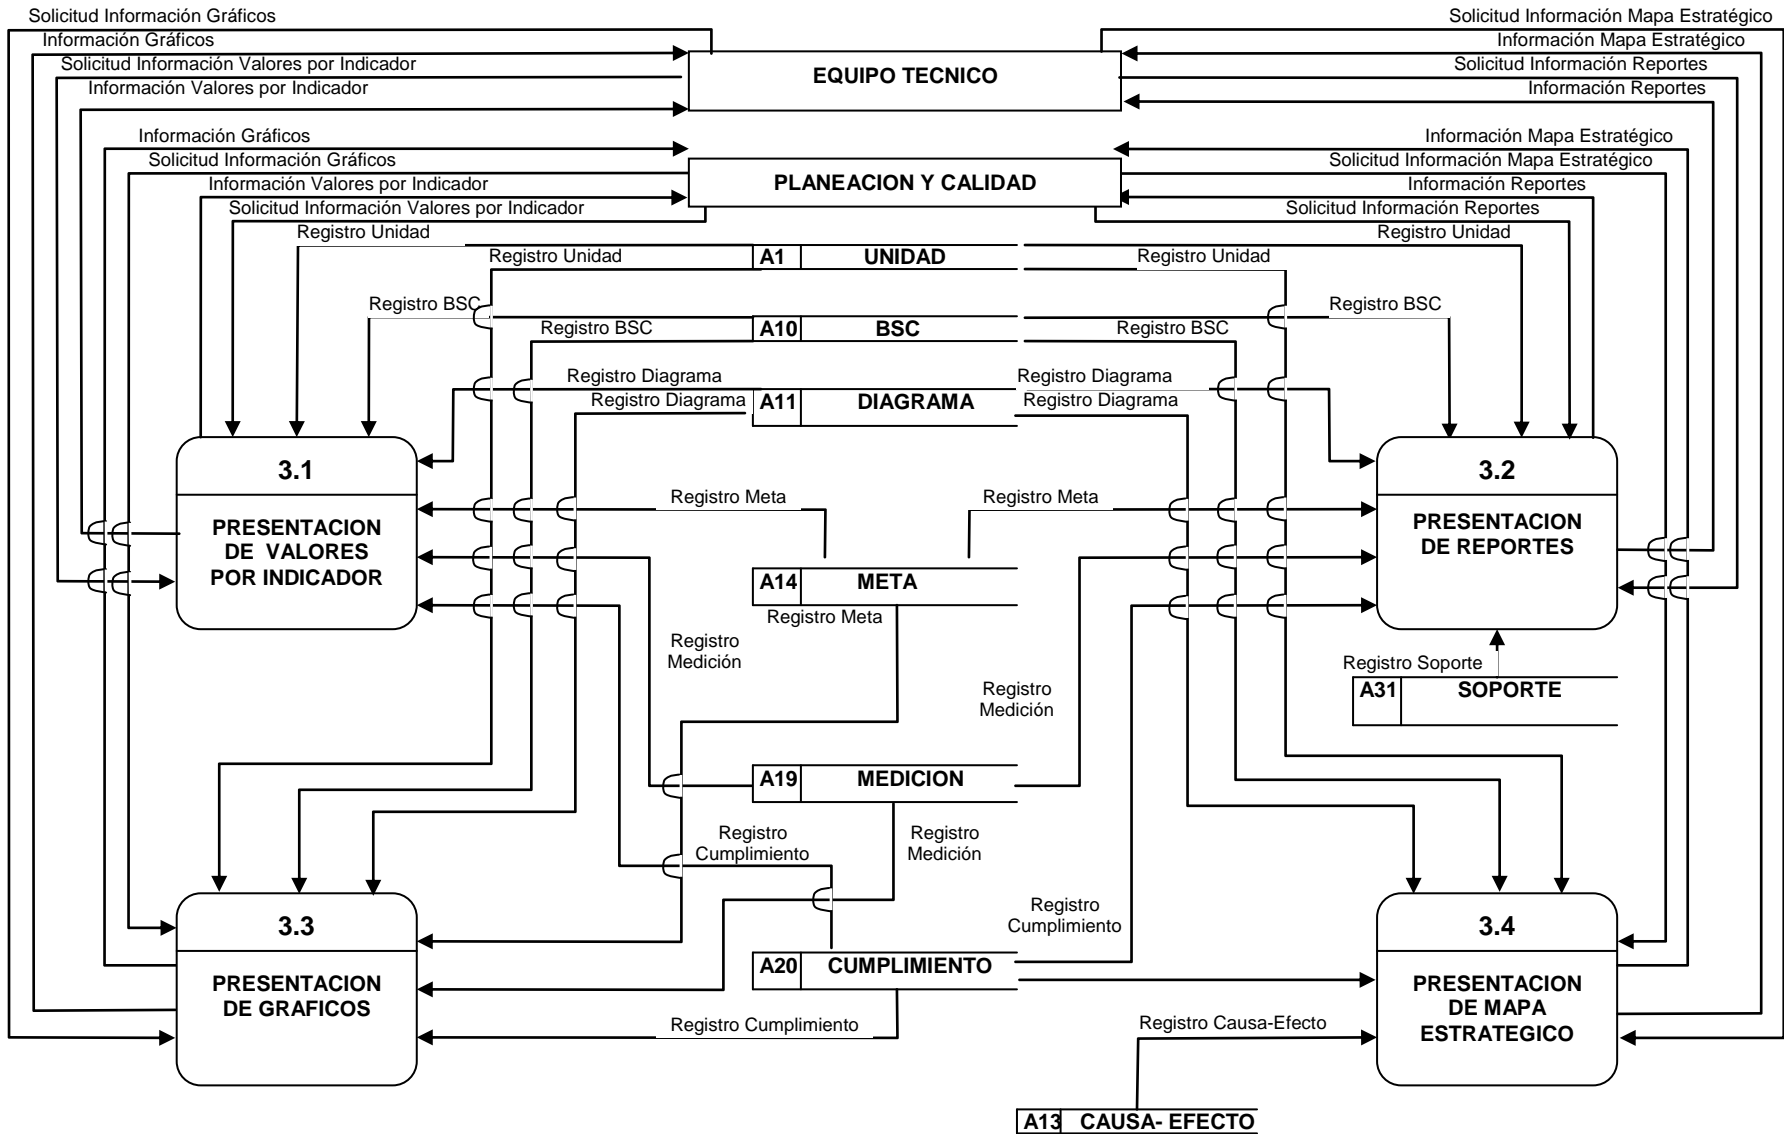 Solicitud Información Gráficos
Solicitud Información Mapa Estratégico
Información Gráficos
Información Mapa Estratégico
Solicitud Información Valores por Indicador
Solicitud Información Reportes
EQUIPO TECNICO
Información Valores por Indicador
Información Reportes
Información Gráficos
Información Mapa Estratégico
Solicitud Información Gráficos
Solicitud Información Mapa Estratégico
PLANEACION Y CALIDAD
Información Valores por Indicador
Información Reportes
Solicitud Información Valores por Indicador
Solicitud Información Reportes
Registro Unidad
Registro Unidad
Registro Unidad
A1 UNIDAD
Registro Unidad
Registro BSC
Registro BSC
Registro BSC
A10 BSC
Registro BSC
Registro Diagrama
Registro Diagrama
Registro Diagrama
A11 DIAGRAMA
Registro Diagrama
3.1
3.2
Registro Meta
Registro Meta
PRESENTACION
DE VALORES
POR INDICADOR
PRESENTACION
DE REPORTES
A14 META
Registro Meta
Registro
Medición
Registro Soporte
A31 SOPORTE
Registro
Medición
A19 MEDICION
Registro
Cumplimiento
Registro
Medición
3.3
Registro
Cumplimiento
3.4
A20 CUMPLIMIENTO
PRESENTACION
DE GRAFICOS
PRESENTACION
DE MAPA
ESTRATEGICO
Registro Cumplimiento
Registro Causa-Efecto
A13 CAUSA- EFECTO